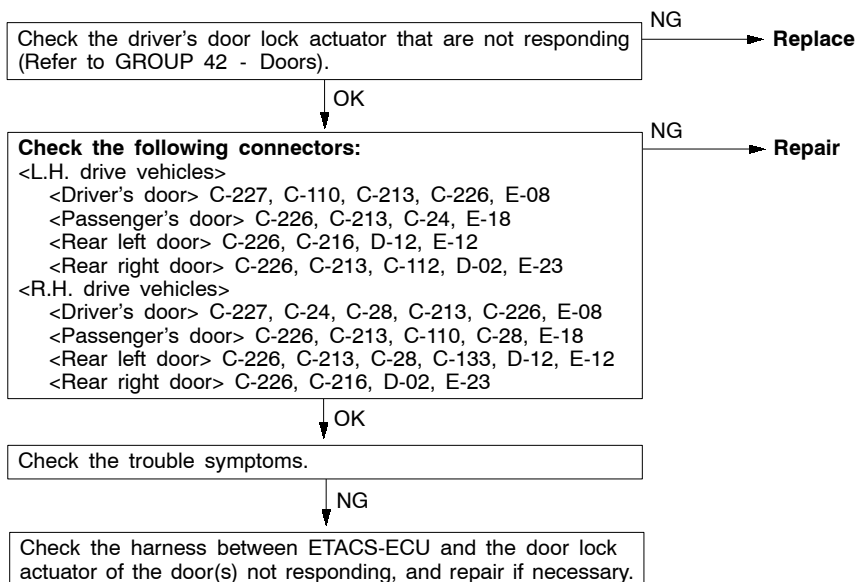 Check the driver's door lock actuator that are not responding
(Refer to GROUP 42 - Doors).
NG
Replace
OK
Check the following connectors:
<L.H. drive vehicles>
<Driver's door> C-227, C-110, C-213, C-226, E-08
<Passenger's door> C-226, C-213, C-24, E-18
<Rear left door> C-226, C-216, D-12, E-12
<Rear right door> C-226, C-213, C-112, D-02, E-23
<R.H. drive vehicles>
<Driver's door> C-227, C-24, C-28, C-213, C-226, E-08
<Passenger's door> C-226, C-213, C-110, C-28, E-18
<Rear left door> C-226, C-213, C-28, C-133, D-12, E-12
<Rear right door> C-226, C-216, D-02, E-23
NG
Repair
OK
Check the trouble symptoms.
NG
Check the harness between ETACS-ECU and the door lock
actuator of the door(s) not responding, and repair if necessary.